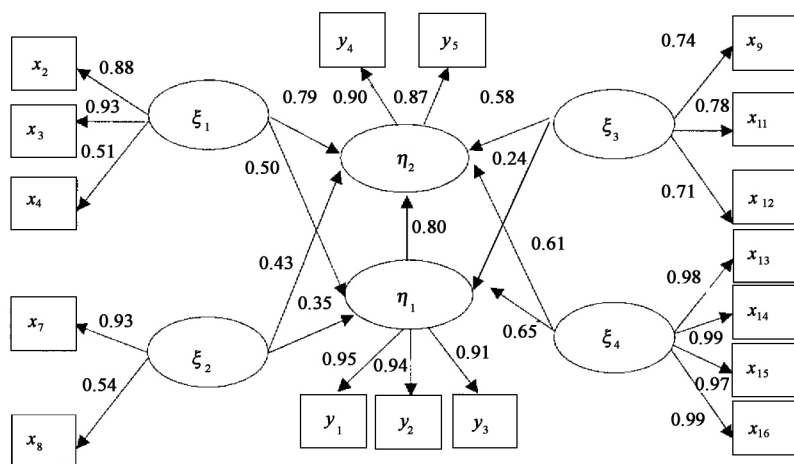 y₄ y₅
x₂ 0.88 0.74 x₉
0.93 ξ₁ 0.79 0.90 0.87 0.58 ξ₃ 0.78
x₃ x₁₁
0.51 0.50 η₂ 0.24 0.71
x₄ x₁₂
0.80
0.43 0.61 x₁₃
0.98
x₇ 0.93 0.35 η₁ 0.65 0.99 x₁₄
ξ₂ ξ₄
0.54 0.95 0.94 0.91 0.97 x₁₅
0.99
x₈ y₁ y₂ y₃ x₁₆